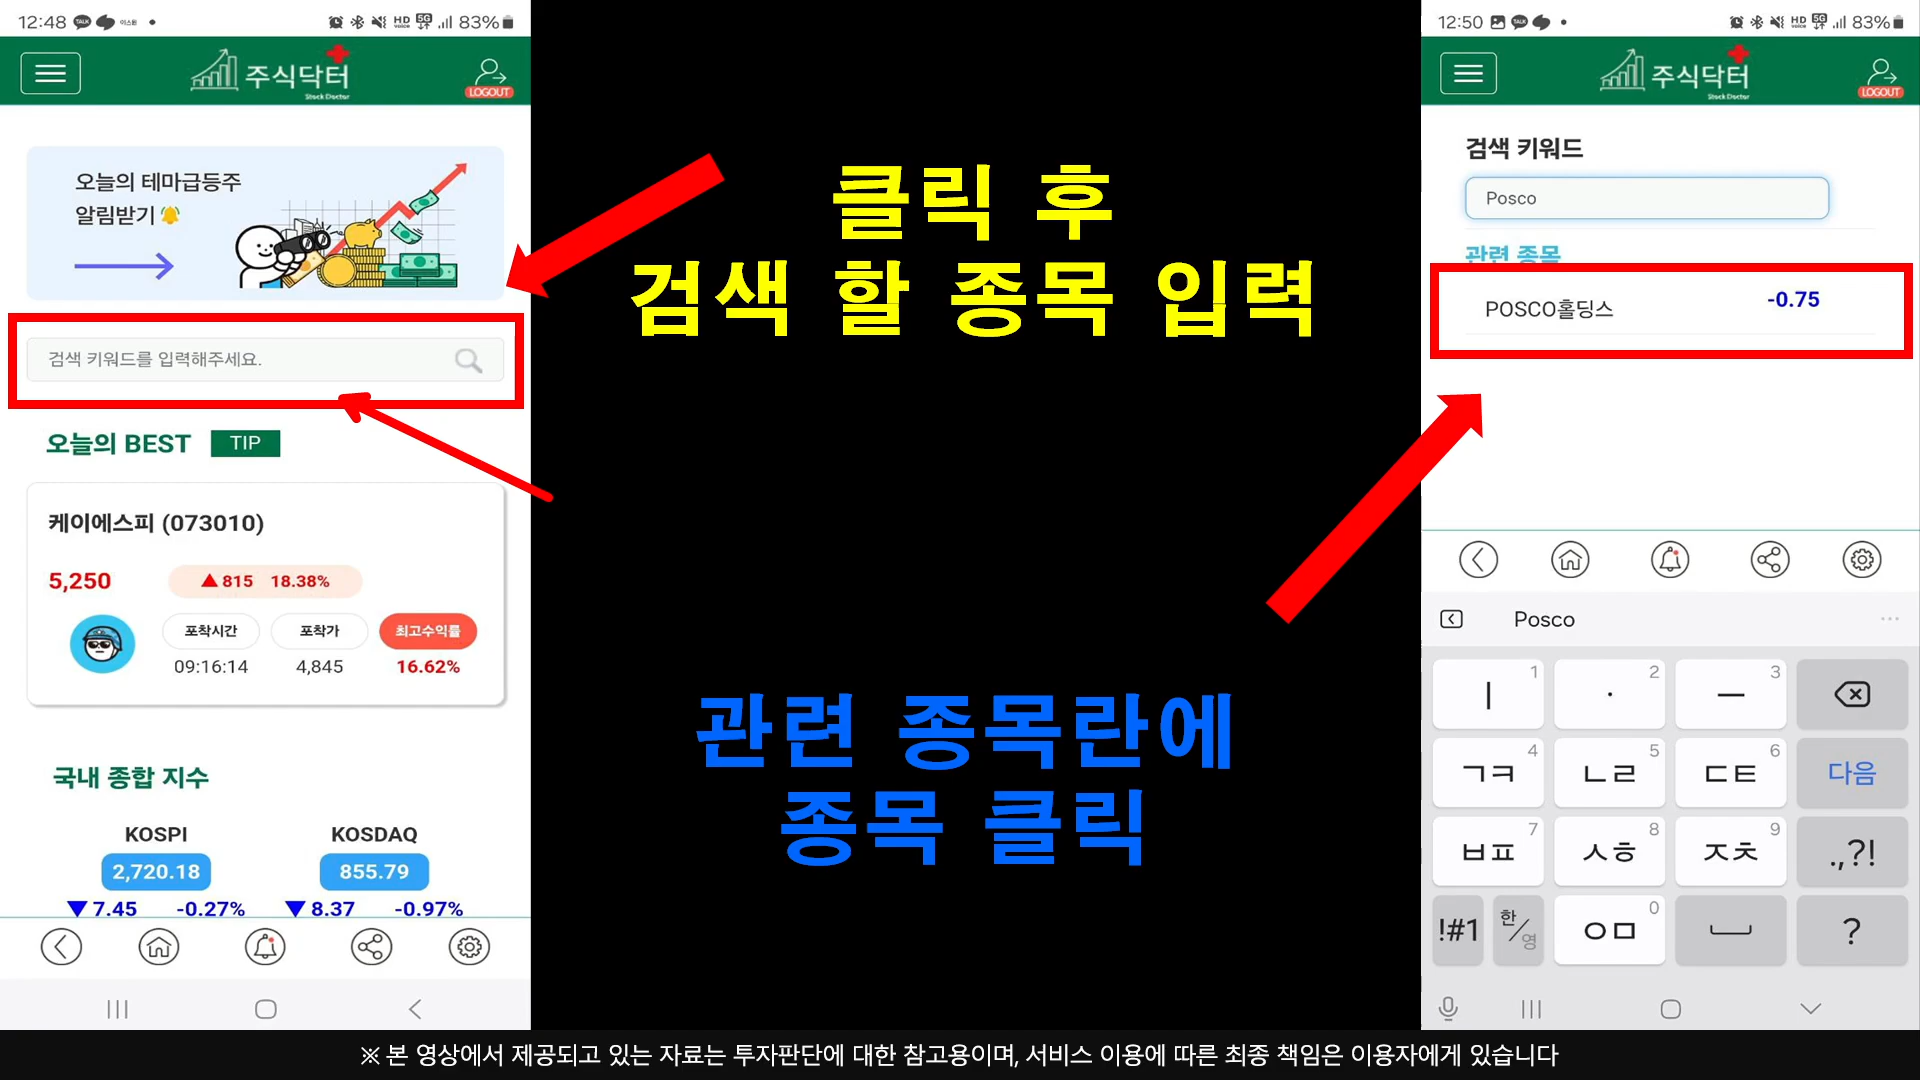 12:48
83%
주식닥터
Stock Doctor
LOGOUT
오늘의 테마급등주
알림받기
검색 키워드를 입력해주세요.
오늘의 BEST TIP
케이에스피 (073010)
5,250 ▲815 18.38%
포착시간 포착가 최고수익률
09:16:14 4,845 16.62%
국내 종합 지수
KOSPI KOSDAQ
2,720.18 855.79
▼7.45 -0.27% ▼8.37 -0.97%
클릭 후
검색 할 종목 입력
관련 종목란에
종목 클릭
12:50
83%
주식닥터
Stock Doctor
LOGOUT
검색 키워드
Posco
관련 종목
POSCO홀딩스 -0.75
Posco ···
ㅣ 1 · 2 ㅡ 3
ㄱㅋ 4 ㄴㄹ 5 ㄷㅌ 6 다음
ㅂㅍ 7 ㅅㅎ 8 ㅈㅊ 9 .,?!
!#1 한/영 ㅇㅁ 0 ?
※ 본 영상에서 제공되고 있는 자료는 투자판단에 대한 참고용이며, 서비스 이용에 따른 최종 책임은 이용자에게 있습니다